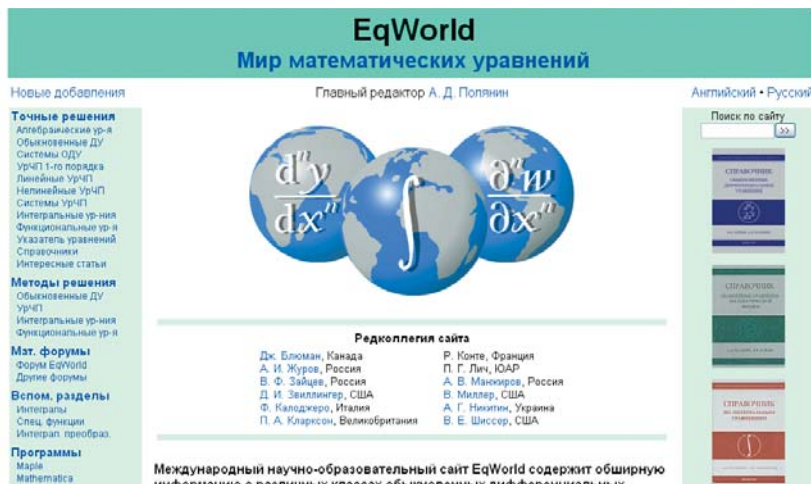 EqWorld
Мир математических уравнений
Новые добавления
Главный редактор А. Д. Полянин
Английский • Русский
Точные решения
Алгебраические ур-я
Обыкновенные ДУ
Системы ОДУ
УрЧП 1-го порядка
Линейные УрЧП
Нелинейные УрЧП
Системы УрЧП
Интегральные ур-ния
Функциональные ур-я
Указатель уравнений
Справочники
Интересные статьи
Методы решения
Обыкновенные ДУ
УрЧП
Интегральные ур-ния
Функциональные ур-я
Мат. форумы
Форум EqWorld
Другие форумы
Вспом. разделы
Интегралы
Спец. функции
Интеграл. преобраз.
Программы
Maple
Mathematica
dⁿy
dxⁿ
∫
∂ⁿw
∂xⁿ
Редколлегия сайта
Дж. Блюман, Канада
А. И. Журов, Россия
В. Ф. Зайцев, Россия
Д. И. Звиллингер, США
Ф. Калоджеро, Италия
П. А. Кларксон, Великобритания
Р. Конте, Франция
П. Г. Лич, ЮАР
А. В. Манжиров, Россия
В. Миллер, США
А. Г. Никитин, Украина
В. Е. Шиссер, США
Международный научно-образовательный сайт EqWorld содержит обширную
информацию о различных классах обыкновенных дифференциальных
Поиск по сайту
>>
СПРАВОЧНИК
СПРАВОЧНИК
СПРАВОЧНИК